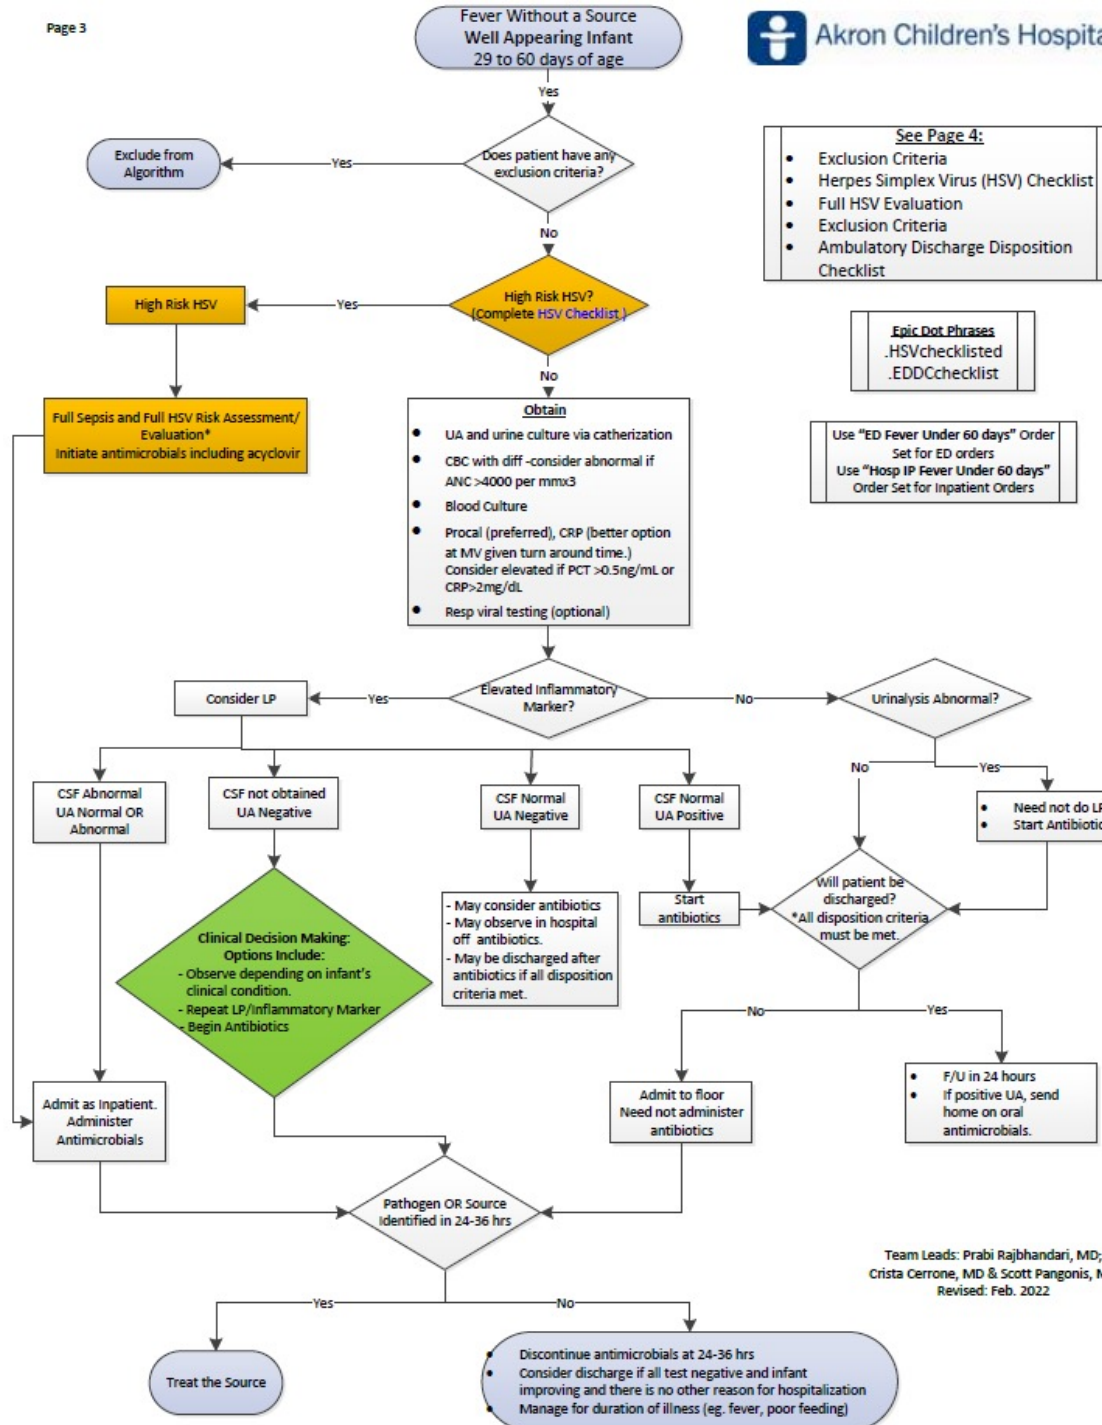 Page 3
Fever Without a Source
Well Appearing Infant
29 to 60 days of age
Akron Children's Hospita
Yes
See Page 4:
• Exclusion Criteria
• Herpes Simplex Virus (HSV) Checklist
• Full HSV Evaluation
• Exclusion Criteria
• Ambulatory Discharge Disposition
Checklist
Does patient have any
exclusion criteria?
Yes
Exclude from
Algorithm
No
High Risk HSV?
(Complete HSV Checklist )
Yes
High Risk HSV
Epic Dot Phrases
.HSVchecklisted
.EDDCchecklist
No
Full Sepsis and Full HSV Risk Assessment/
Evaluation*
Initiate antimicrobials including acyclovir
Obtain
• UA and urine culture via catherization
• CBC with diff -consider abnormal if
ANC >4000 per mmx3
• Blood Culture
• Procal (preferred), CRP (better option
at MV given turn around time.)
Consider elevated if PCT >0.5ng/mL or
CRP>2mg/dL
• Resp viral testing (optional)
Use "ED Fever Under 60 days" Order
Set for ED orders
Use "Hosp IP Fever Under 60 days"
Order Set for Inpatient Orders
Elevated Inflammatory
Marker?
Yes
Consider LP
No
Urinalysis Abnormal?
CSF Abnormal
UA Normal OR
Abnormal
CSF not obtained
UA Negative
CSF Normal
UA Negative
CSF Normal
UA Positive
No
Yes
• Need not do LP
• Start Antibiotic
- May consider antibiotics
- May observe in hospital
off antibiotics.
- May be discharged after
antibiotics if all disposition
criteria met.
Start
antibiotics
Will patient be
discharged?
*All disposition criteria
must be met.
Clinical Decision Making:
Options Include:
- Observe depending on infant's
clinical condition.
- Repeat LP/Inflammatory Marker
- Begin Antibiotics
No
Yes
Admit as Inpatient.
Administer
Antimicrobials
Admit to floor
Need not administer
antibiotics
• F/U in 24 hours
• If positive UA, send
home on oral
antimicrobials.
Pathogen OR Source
Identified in 24-36 hrs
Team Leads: Prabi Rajbhandari, MD;
Crista Cerrone, MD & Scott Pangonis, M
Revised: Feb. 2022
Yes
No
Treat the Source
• Discontinue antimicrobials at 24-36 hrs
• Consider discharge if all test negative and infant
improving and there is no other reason for hospitalization
• Manage for duration of illness (eg. fever, poor feeding)